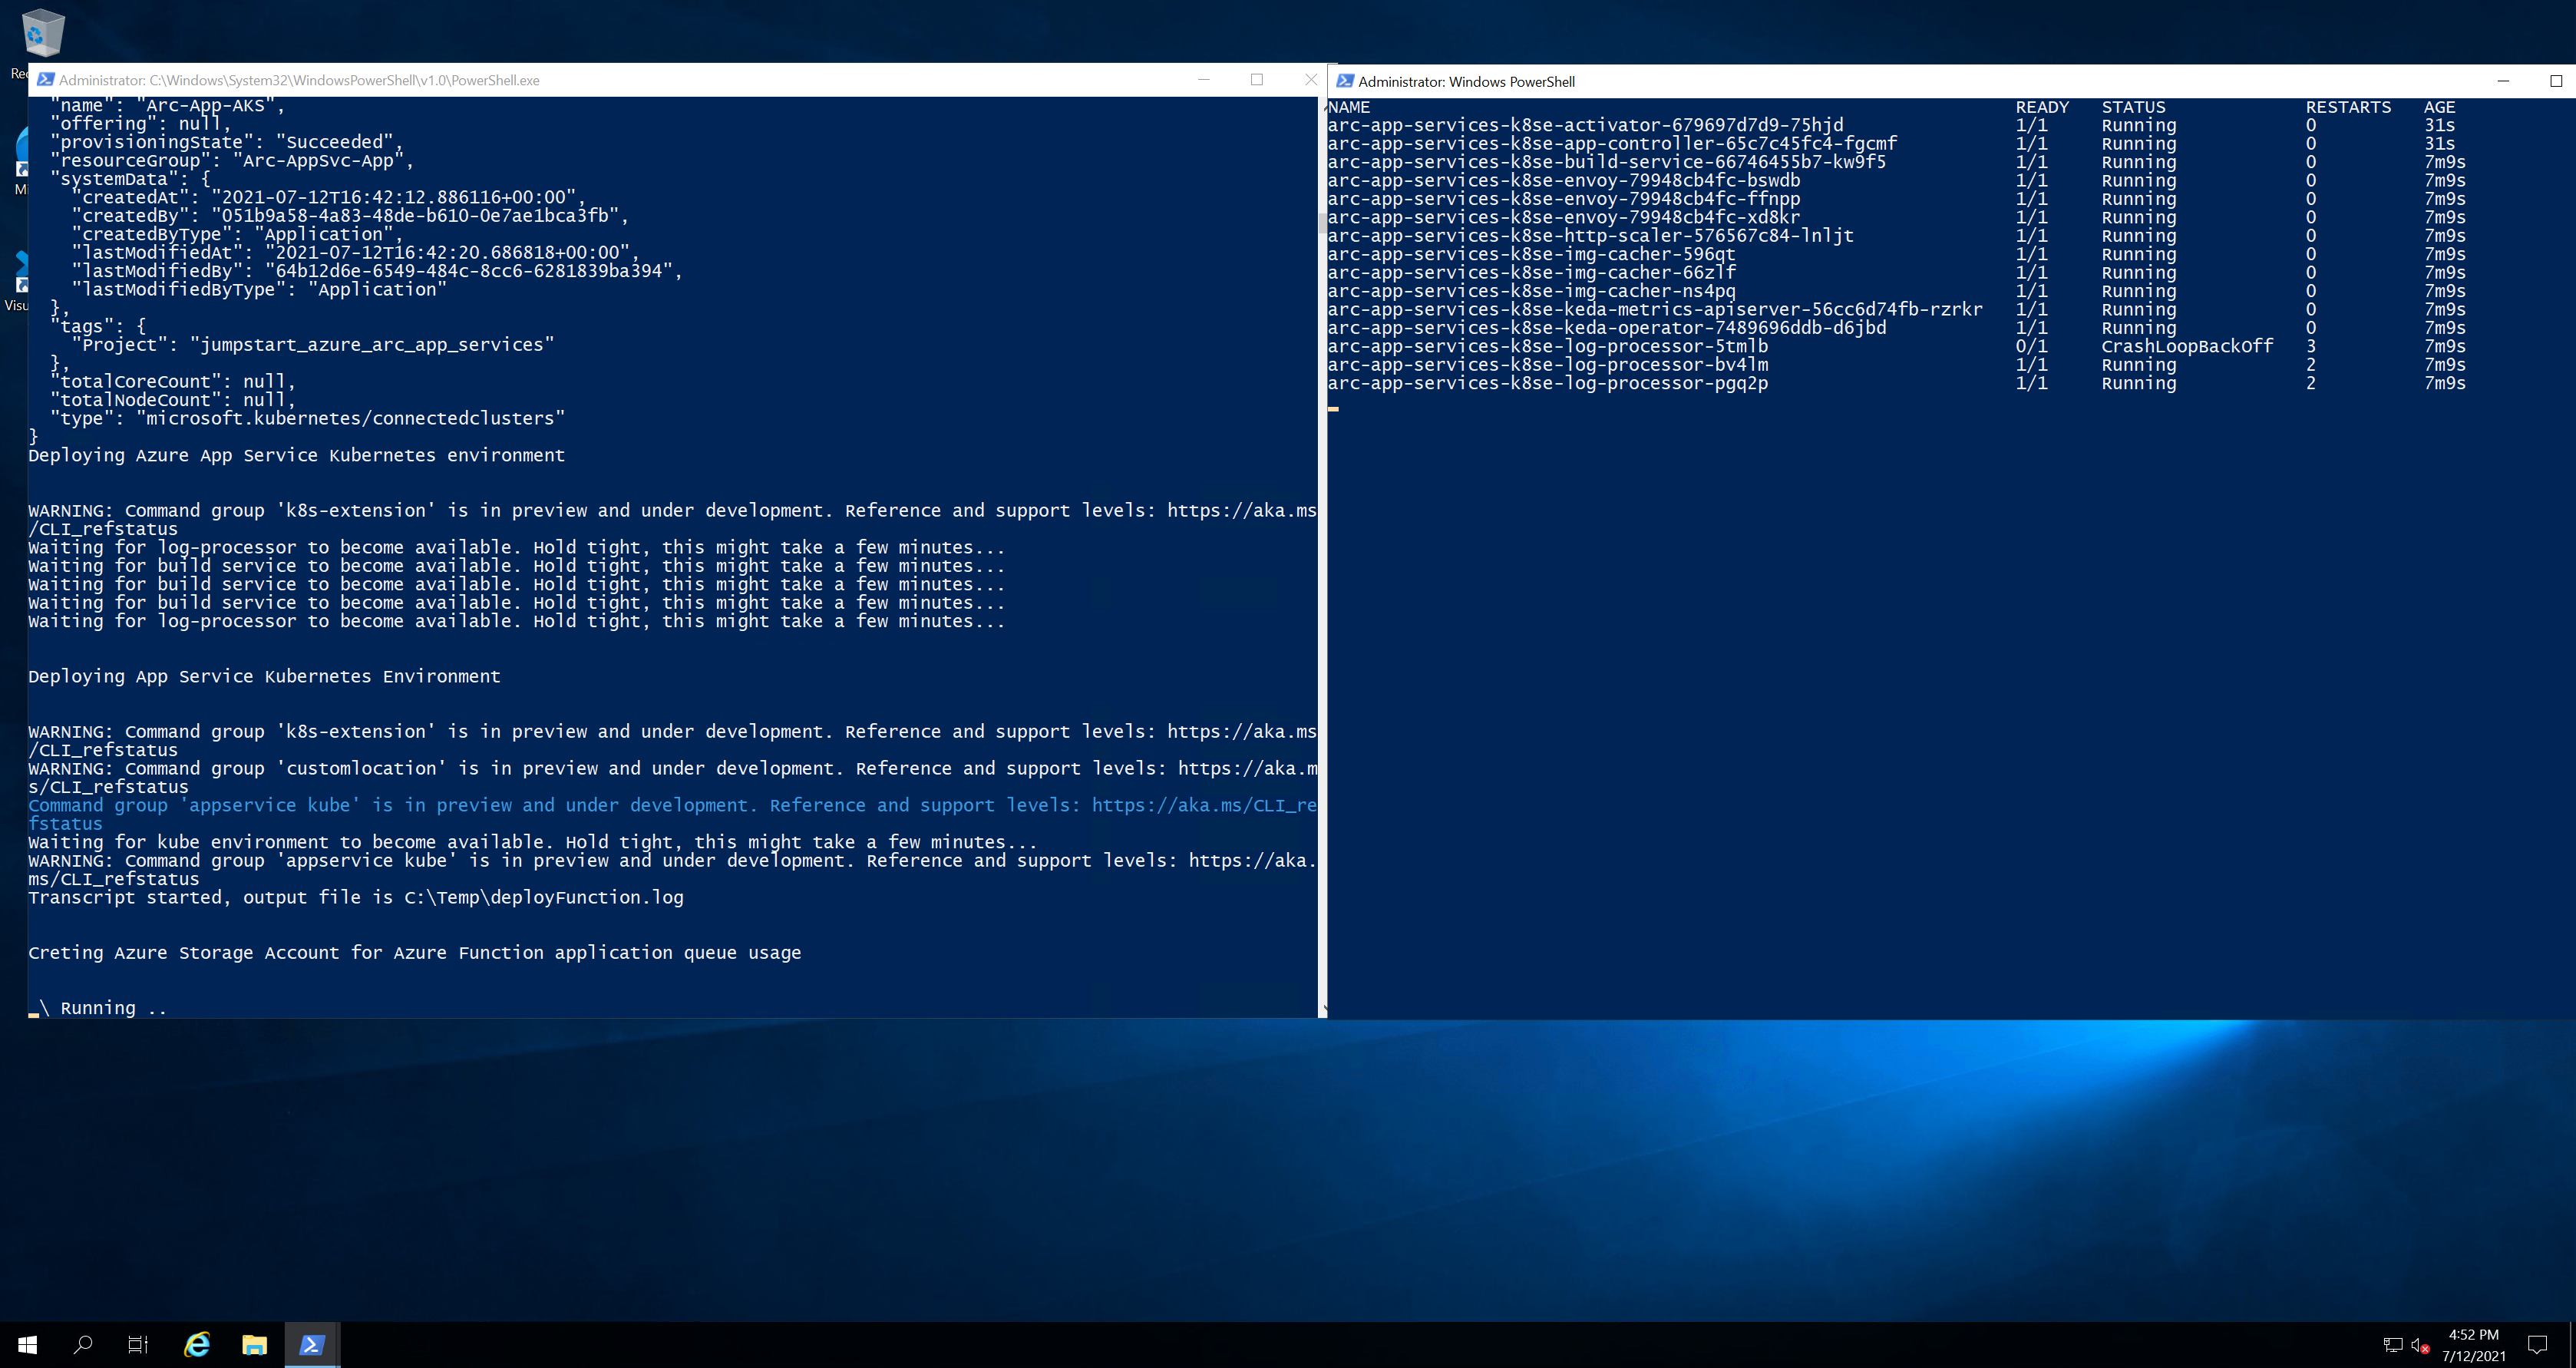 Administrator: C:\Windows\System32\WindowsPowerShell\v1.0\PowerShell.exe
"name": "Arc-App-AKS",
"offering": null,
"provisioningState": "Succeeded",
"resourceGroup": "Arc-AppSvc-App",
"systemData": {
"createdAt": "2021-07-12T16:42:12.886116+00:00",
"createdBy": "051b9a58-4a83-48de-b610-0e7ae1bca3fb",
"createdByType": "Application",
"lastModifiedAt": "2021-07-12T16:42:20.686818+00:00",
"lastModifiedBy": "64b12d6e-6549-484c-8cc6-6281839ba394",
"lastModifiedByType": "Application"
},
"tags": {
"Project": "jumpstart_azure_arc_app_services"
},
"totalCoreCount": null,
"totalNodeCount": null,
"type": "microsoft.kubernetes/connectedclusters"
}
Deploying Azure App Service Kubernetes environment
WARNING: Command group 'k8s-extension' is in preview and under development. Reference and support levels: https://aka.ms
/CLI_refstatus
Waiting for log-processor to become available. Hold tight, this might take a few minutes...
Waiting for build service to become available. Hold tight, this might take a few minutes...
Waiting for build service to become available. Hold tight, this might take a few minutes...
Waiting for build service to become available. Hold tight, this might take a few minutes...
Waiting for log-processor to become available. Hold tight, this might take a few minutes...
Deploying App Service Kubernetes Environment
WARNING: Command group 'k8s-extension' is in preview and under development. Reference and support levels: https://aka.ms
/CLI_refstatus
WARNING: Command group 'customlocation' is in preview and under development. Reference and support levels: https://aka.m
s/CLI_refstatus
Command group 'appservice kube' is in preview and under development. Reference and support levels: https://aka.ms/CLI_re
fstatus
Waiting for kube environment to become available. Hold tight, this might take a few minutes...
WARNING: Command group 'appservice kube' is in preview and under development. Reference and support levels: https://aka.
ms/CLI_refstatus
Transcript started, output file is C:\Temp\deployFunction.log
Creting Azure Storage Account for Azure Function application queue usage
\ Running ..
Administrator: Windows PowerShell
NAME READY STATUS RESTARTS AGE
arc-app-services-k8se-activator-679697d7d9-75hjd 1/1 Running 0 31s
arc-app-services-k8se-app-controller-65c7c45fc4-fgcmf 1/1 Running 0 31s
arc-app-services-k8se-build-service-66746455b7-kw9f5 1/1 Running 0 7m9s
arc-app-services-k8se-envoy-79948cb4fc-bswdb 1/1 Running 0 7m9s
arc-app-services-k8se-envoy-79948cb4fc-ffnpp 1/1 Running 0 7m9s
arc-app-services-k8se-envoy-79948cb4fc-xd8kr 1/1 Running 0 7m9s
arc-app-services-k8se-http-scaler-576567c84-lnljt 1/1 Running 0 7m9s
arc-app-services-k8se-img-cacher-596qt 1/1 Running 0 7m9s
arc-app-services-k8se-img-cacher-66zlf 1/1 Running 0 7m9s
arc-app-services-k8se-img-cacher-ns4pq 1/1 Running 0 7m9s
arc-app-services-k8se-keda-metrics-apiserver-56cc6d74fb-rzrkr 1/1 Running 0 7m9s
arc-app-services-k8se-keda-operator-7489696ddb-d6jbd 1/1 Running 0 7m9s
arc-app-services-k8se-log-processor-5tmlb 0/1 CrashLoopBackOff 3 7m9s
arc-app-services-k8se-log-processor-bv4lm 1/1 Running 2 7m9s
arc-app-services-k8se-log-processor-pgq2p 1/1 Running 2 7m9s
4:52 PM
7/12/2021